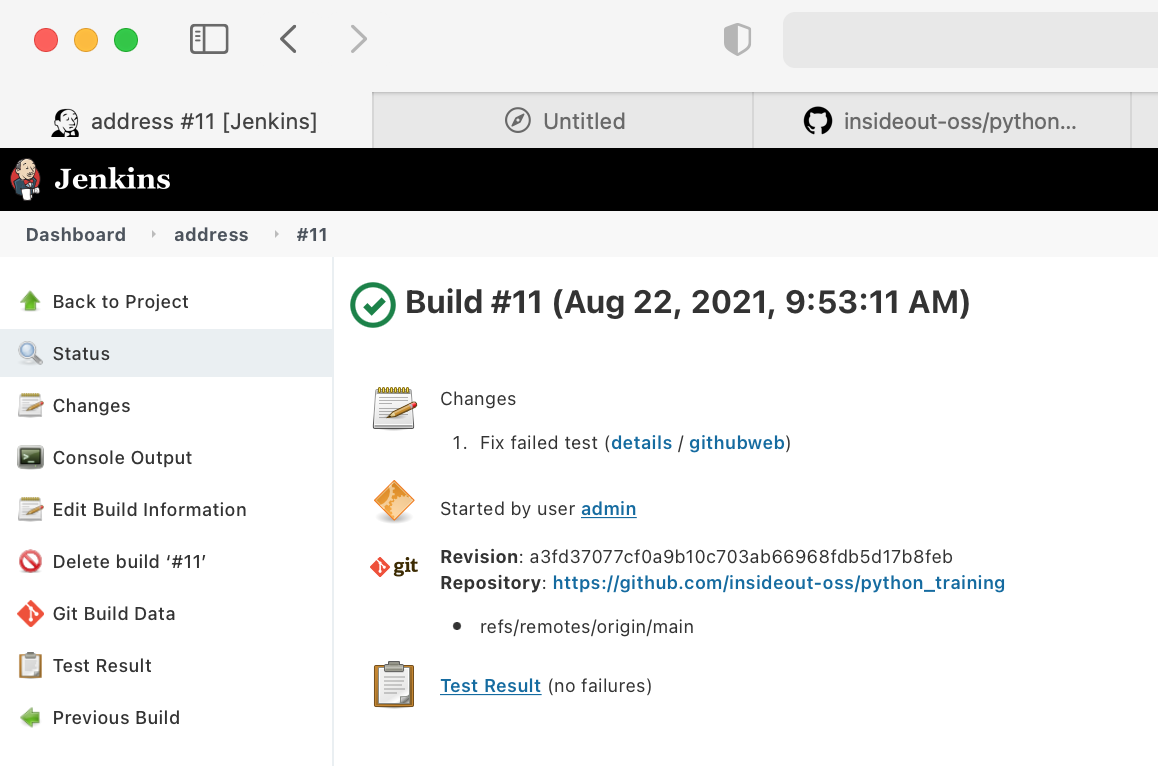 address #11 [Jenkins]
Untitled
insideout-oss/python...
Jenkins
Dashboard
address
#11
Back to Project
Status
Changes
Console Output
Edit Build Information
Delete build ‘#11’
Git Build Data
Test Result
Previous Build
Build #11 (Aug 22, 2021, 9:53:11 AM)
Changes
1. Fix failed test (details / githubweb)
Started by user admin
git
Revision: a3fd37077cf0a9b10c703ab66968fdb5d17b8feb
Repository: https://github.com/insideout-oss/python_training
• refs/remotes/origin/main
Test Result (no failures)